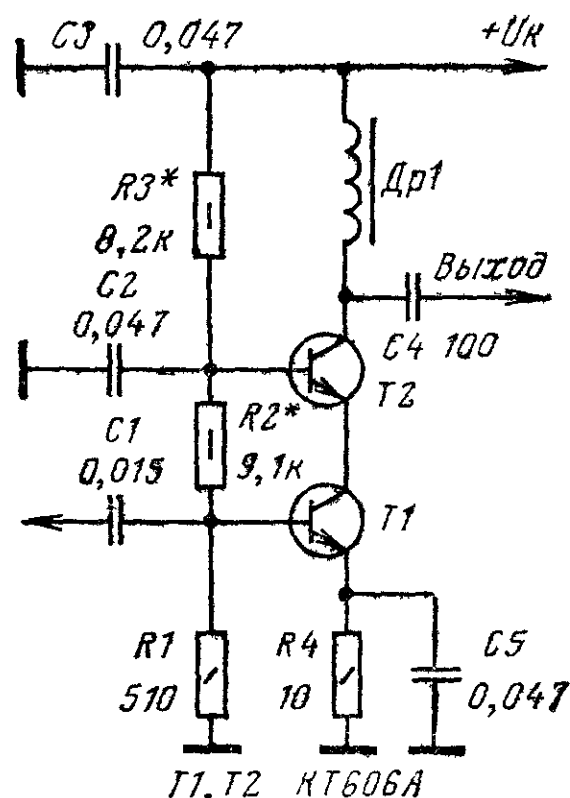 C3 0,047 +Uк
R3*
8,2к
Др1
C2
0,047
Выход
C4 100
T2
C1
0,015
R2*
9,1к
T1
R1
510
R4
10
C5
0,047
T1. T2 КТ606А